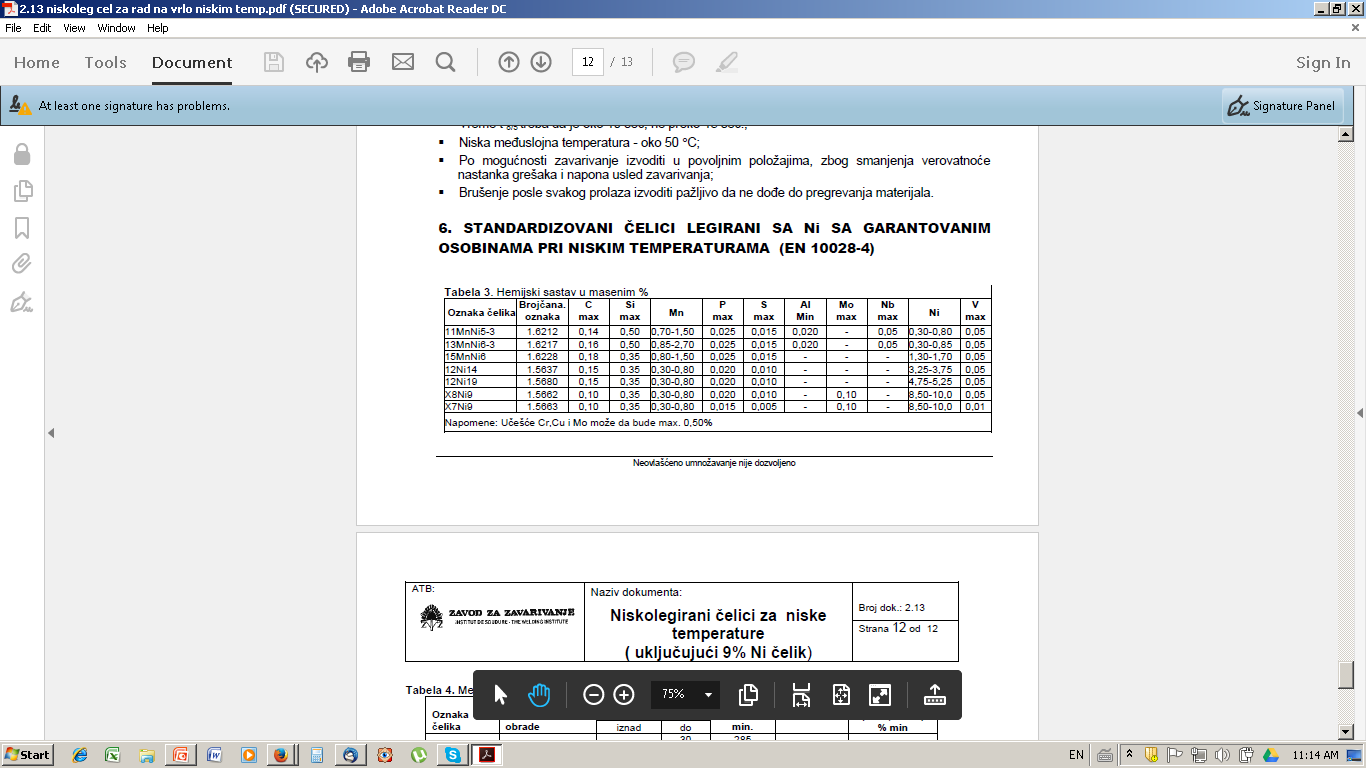 2.13 niskoleg cel za rad na vrlo niskim temp.pdf (SECURED) - Adobe Acrobat Reader DC
File Edit View Window Help
Home Tools Document 12 / 13 Sign In
At least one signature has problems. Signature Panel
▪ Niska međuslojna temperatura - oko 50 °C;
▪ Po mogućnosti zavarivanje izvoditi u povoljnim položajima, zbog smanjenja verovatnoće
nastanka grešaka i napona usled zavarivanja;
▪ Brušenje posle svakog prolaza izvoditi pažljivo da ne dođe do pregrevanja materijala.
6. STANDARDIZOVANI ČELICI LEGIRANI SA Ni SA GARANTOVANIM
OSOBINAMA PRI NISKIM TEMPERATURAMA (EN 10028-4)
Tabela 3. Hemijski sastav u masenim %
Oznaka čelika Brojčana. oznaka C max Si max Mn P max S max Al Min Mo max Nb max Ni V max
11MnNi5-3 1.6212 0,14 0,50 0,70-1,50 0,025 0,015 0,020 - 0,05 0,30-0,80 0,05
13MnNi6-3 1.6217 0,16 0,50 0,85-2,70 0,025 0,015 0,020 - 0,05 0,30-0,85 0,05
15MnNi6 1.6228 0,18 0,35 0,80-1,50 0,025 0,015 - - - 1,30-1,70 0,05
12Ni14 1.5637 0,15 0.35 0,30-0,80 0,020 0,010 - - - 3,25-3,75 0,05
12Ni19 1.5680 0,15 0,35 0,30-0,80 0,020 0,010 - - - 4,75-5,25 0,05
X8Ni9 1.5662 0,10 0,35 0,30-0,80 0,020 0,010 - 0,10 - 8,50-10,0 0,05
X7Ni9 1.5663 0,10 0,35 0,30-0,80 0,015 0,005 - 0,10 - 8,50-10,0 0,01
Napomene: Učešće Cr,Cu i Mo može da bude max. 0,50%
Neovlašćeno umnožavanje nije dozvoljeno
ATB:
ZAVOD ZA ZAVARIVANJE
INSTITUT DE SOUDURE - THE WELDING INSTITUTE
Naziv dokumenta:
Niskolegirani čelici za niske
temperature
( uključujući 9% Ni čelik)
Broj dok.: 2.13
Strana 12 od 12
Tabela 4. Me
75%
Oznaka
čelika obrade iznad do min. % min
Start EN 11:14 AM